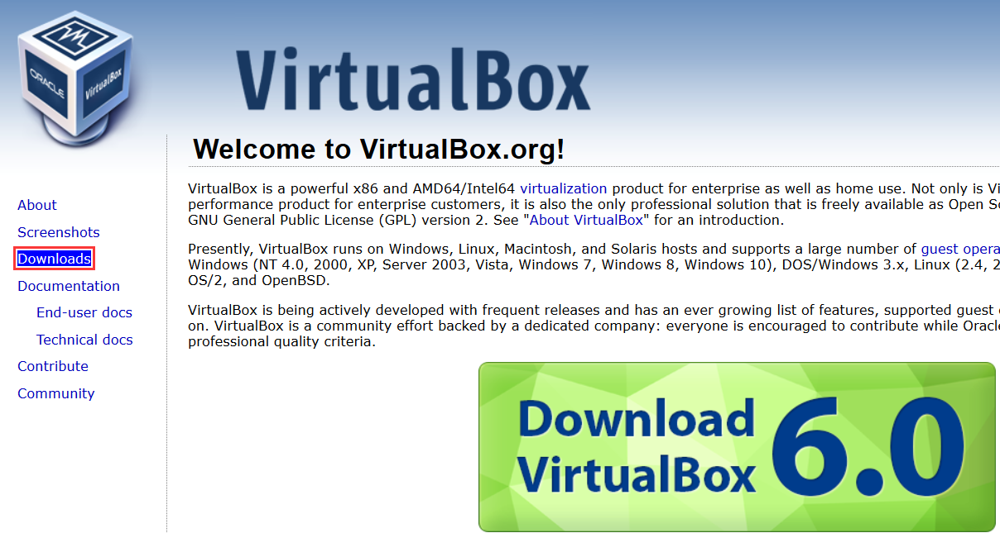 ORACLE
VirtualBox
VirtualBox
Welcome to VirtualBox.org!
About
Screenshots
Downloads
Documentation
End-user docs
Technical docs
Contribute
Community
VirtualBox is a powerful x86 and AMD64/Intel64 virtualization product for enterprise as well as home use. Not only is Vi
performance product for enterprise customers, it is also the only professional solution that is freely available as Open So
GNU General Public License (GPL) version 2. See "About VirtualBox" for an introduction.
Presently, VirtualBox runs on Windows, Linux, Macintosh, and Solaris hosts and supports a large number of guest opera
Windows (NT 4.0, 2000, XP, Server 2003, Vista, Windows 7, Windows 8, Windows 10), DOS/Windows 3.x, Linux (2.4, 2
OS/2, and OpenBSD.
VirtualBox is being actively developed with frequent releases and has an ever growing list of features, supported guest
on. VirtualBox is a community effort backed by a dedicated company: everyone is encouraged to contribute while Oracle
professional quality criteria.
Download
VirtualBox 6.0